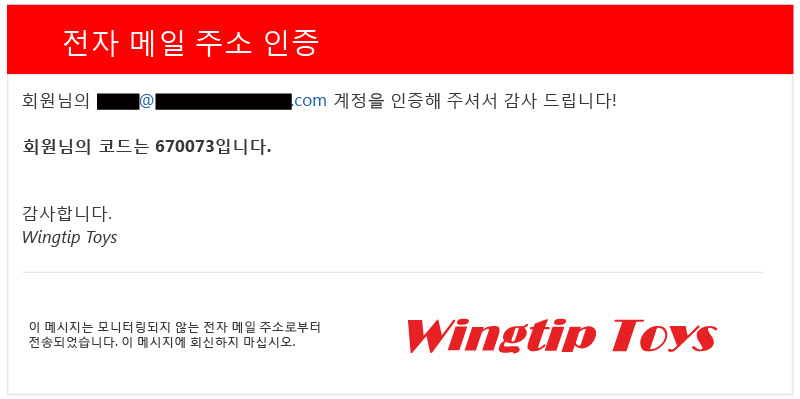 전자 메일 주소 인증
회원님의 @ .com 계정을 인증해 주셔서 감사 드립니다!
회원님의 코드는 670073입니다.
감사합니다.
Wingtip Toys
이 메시지는 모니터링되지 않는 전자 메일 주소로부터
전송되었습니다. 이 메시지에 회신하지 마십시오.
Wingtip Toys